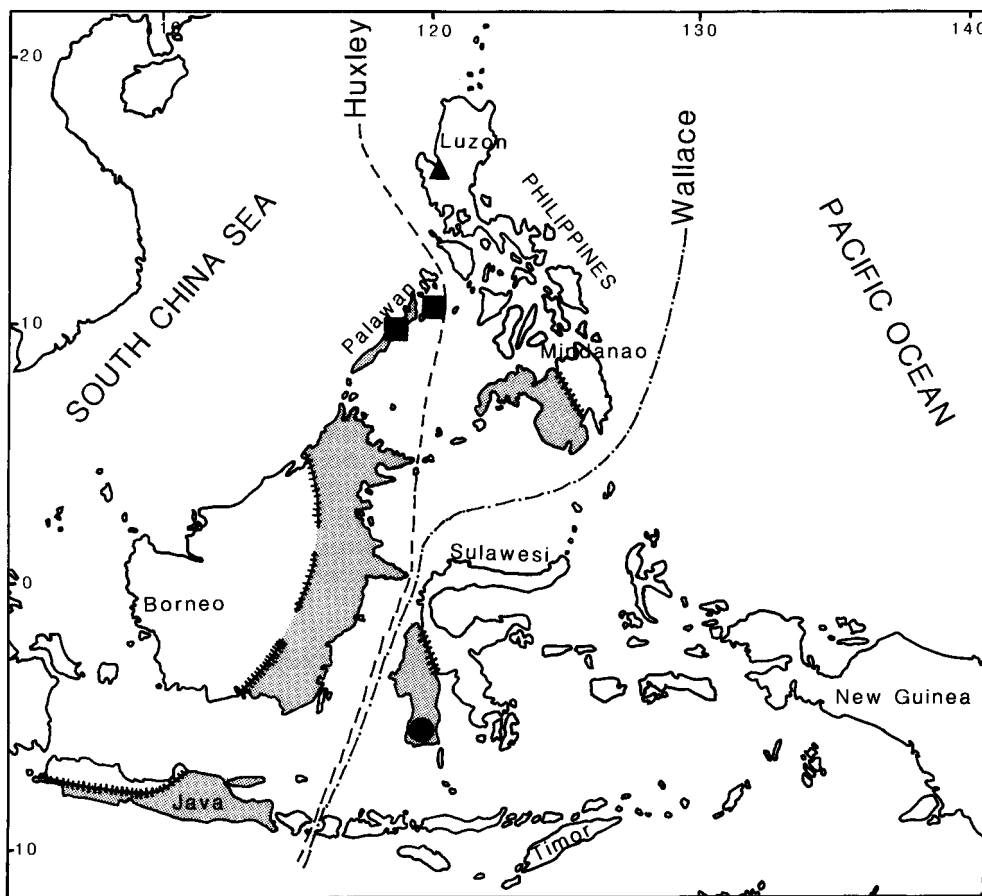 10 120 130 140
20
Huxley
Luzon
Wallace
PHILIPPINES
PACIFIC OCEAN
SOUTH CHINA SEA
Palawan
10
Mindanao
Sulawesi
0
Borneo
New Guinea
Java
Timor
10